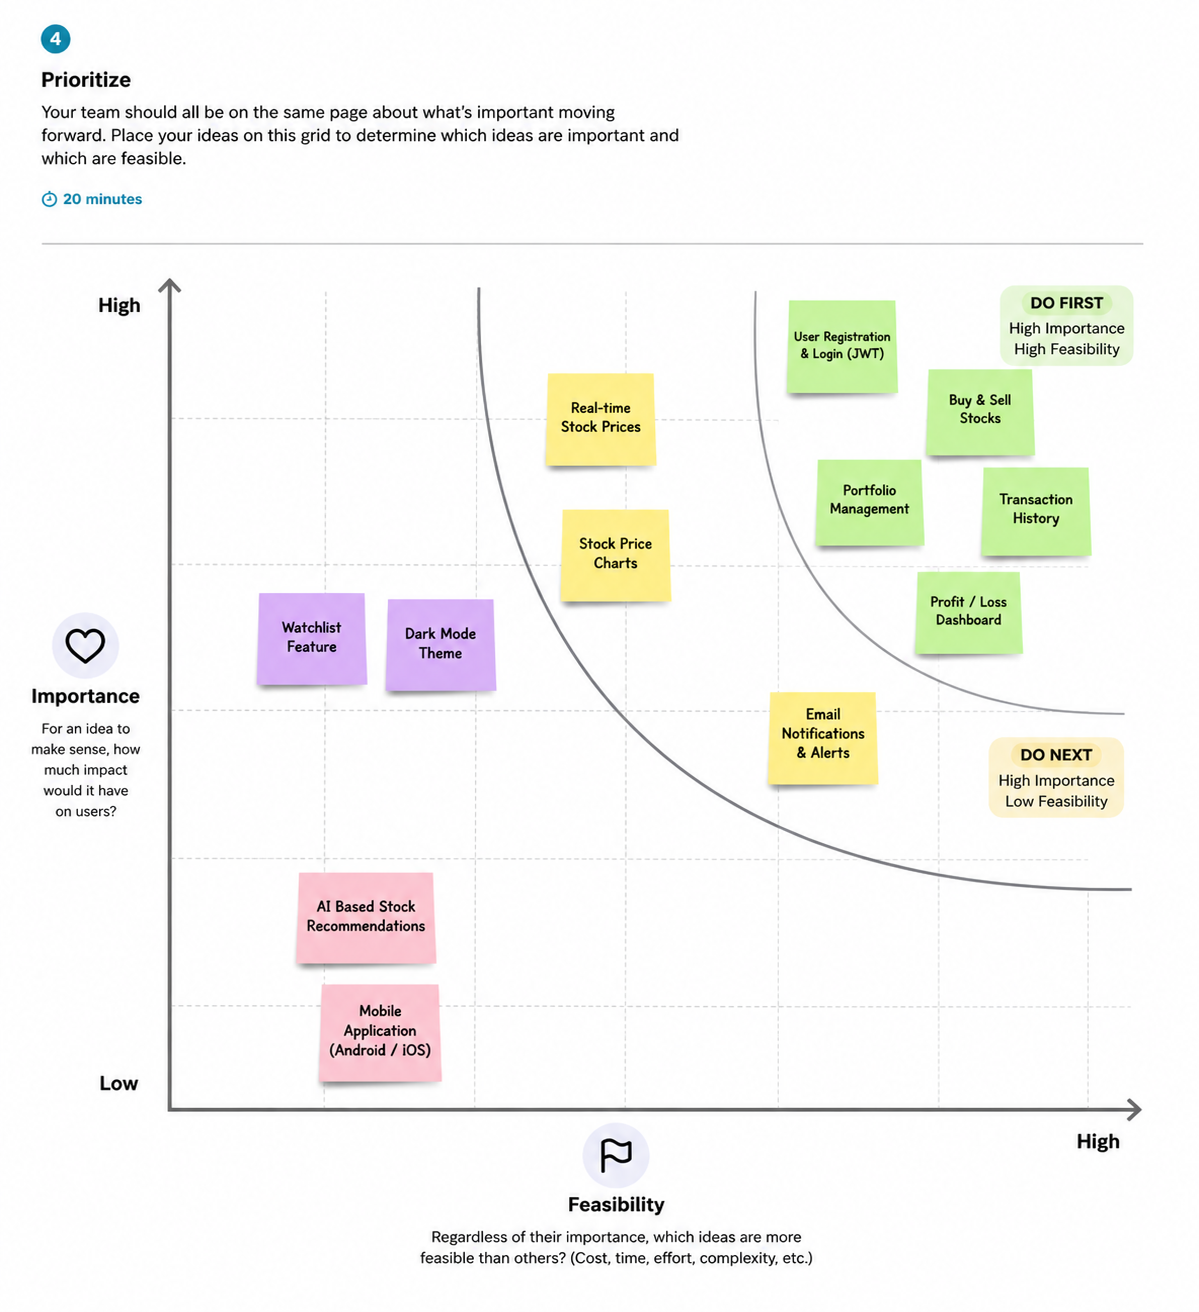 4
Prioritize
Your team should all be on the same page about what's important moving
forward. Place your ideas on this grid to determine which ideas are important and
which are feasible.
20 minutes
High
DO FIRST
High Importance
High Feasibility
User Registration
& Login (JWT)
Buy & Sell
Stocks
Real-time
Stock Prices
Portfolio
Management
Transaction
History
Stock Price
Charts
Profit / Loss
Dashboard
Watchlist
Feature
Dark Mode
Theme
Importance
For an idea to
make sense, how
much impact
would it have
on users?
Email
Notifications
& Alerts
DO NEXT
High Importance
Low Feasibility
AI Based Stock
Recommendations
Mobile
Application
(Android / iOS)
Low
High
Feasibility
Regardless of their importance, which ideas are more
feasible than others? (Cost, time, effort, complexity, etc.)